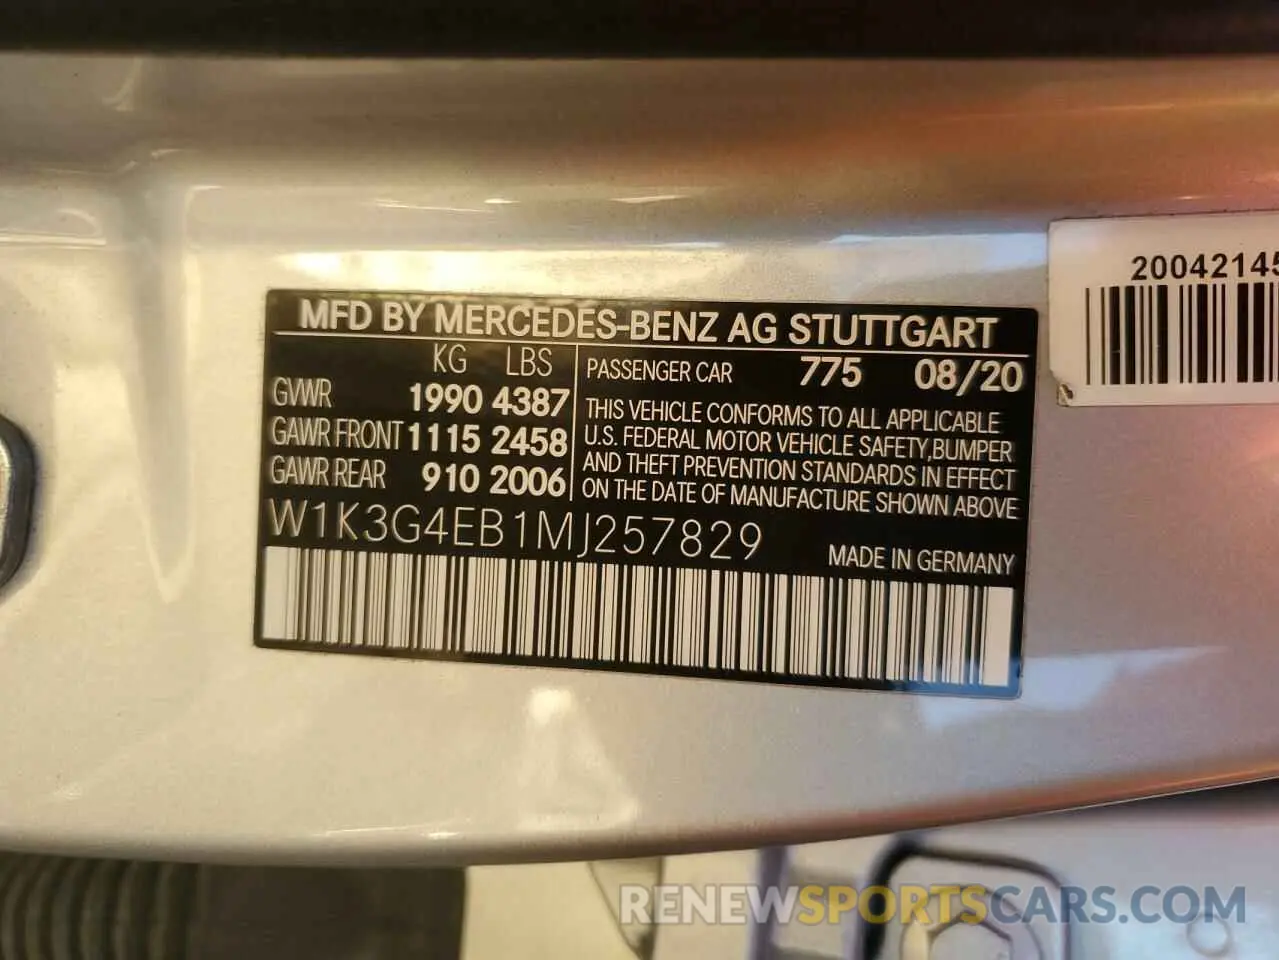 MFD BY MERCEDES-BENZ AG STUTTGART
KG LBS
GVWR 1990 4387
GAWR FRONT 1115 2458
GAWR REAR 910 2006
PASSENGER CAR 775 08/20
THIS VEHICLE CONFORMS TO ALL APPLICABLE
U.S. FEDERAL MOTOR VEHICLE SAFETY,BUMPER
AND THEFT PREVENTION STANDARDS IN EFFECT
ON THE DATE OF MANUFACTURE SHOWN ABOVE
W1K3G4EB1MJ257829
MADE IN GERMANY
20042145
RENEWSPORTSCARS.COM